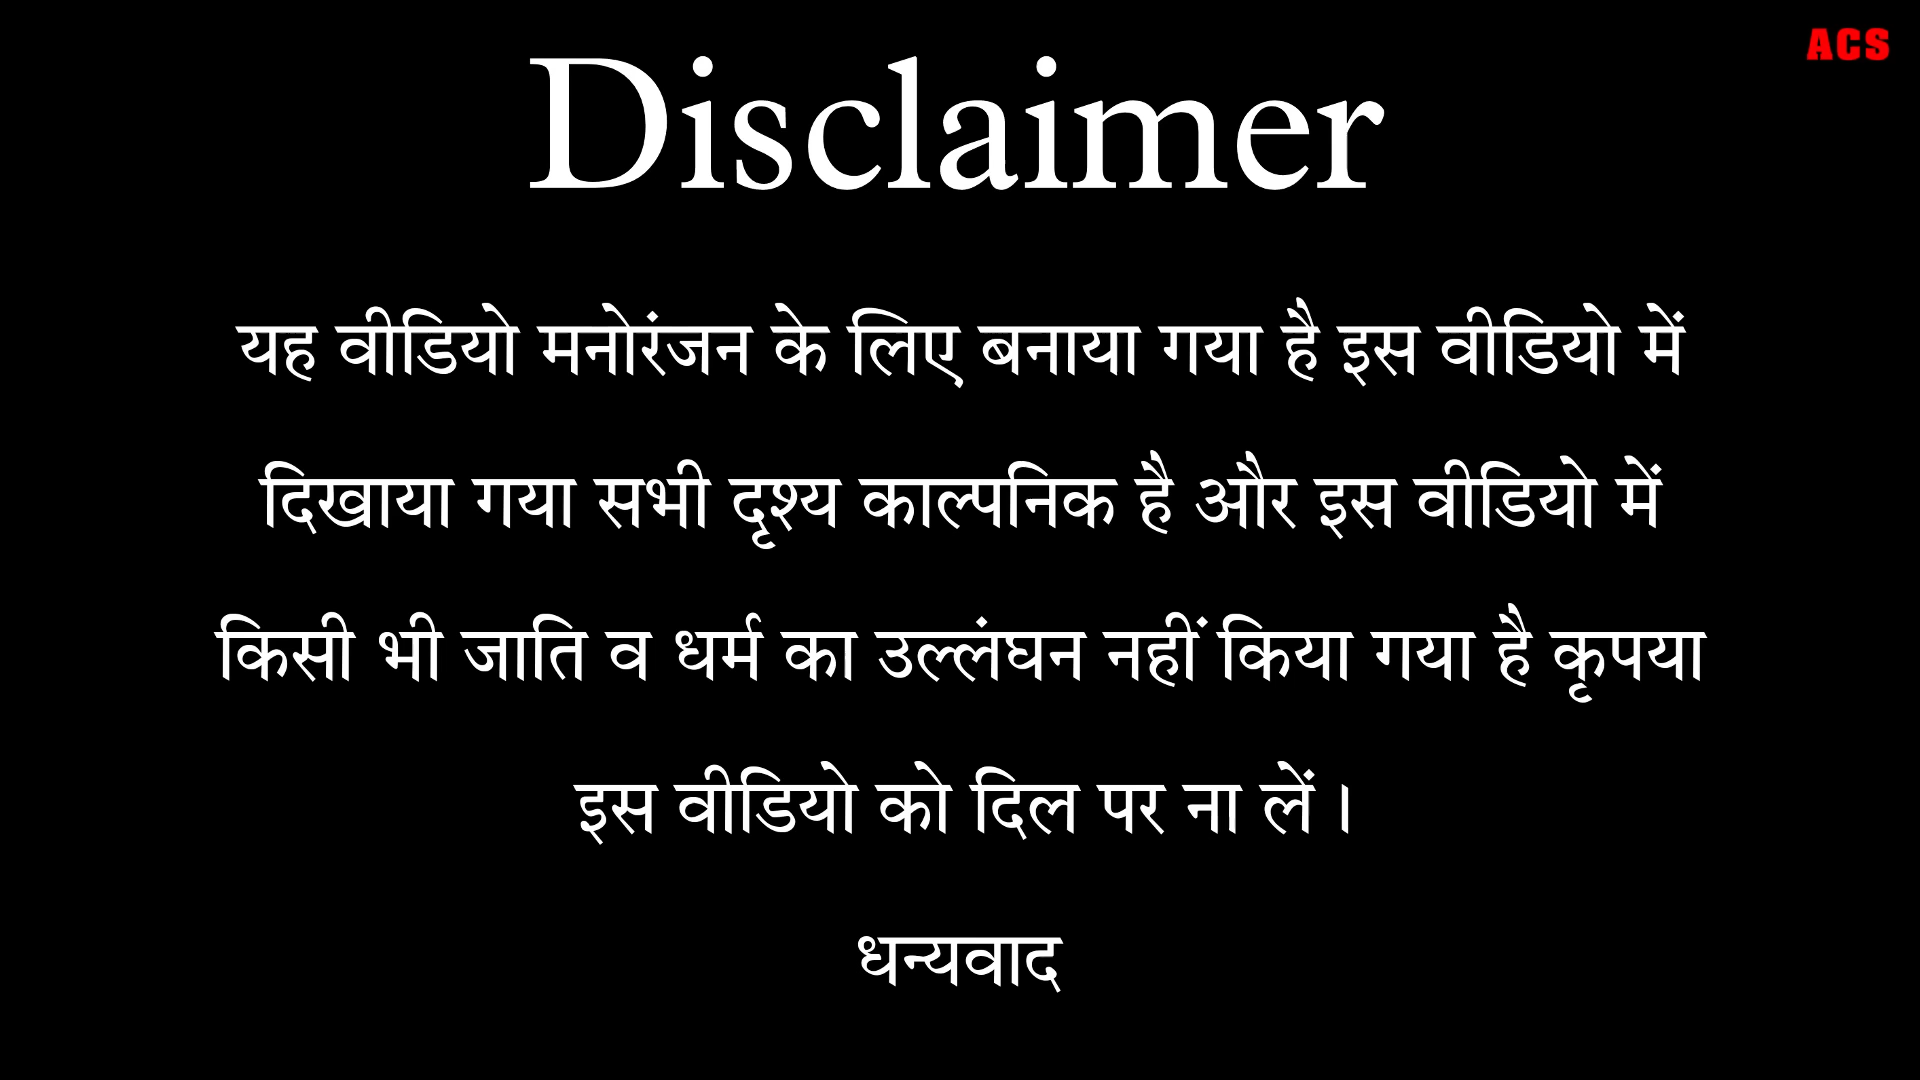 ACS
Disclaimer
यह वीडियो मनोरंजन के लिए बनाया गया है इस वीडियो में
दिखाया गया सभी दृश्य काल्पनिक है और इस वीडियो में
किसी भी जाति व धर्म का उल्लंघन नहीं किया गया है कृपया
इस वीडियो को दिल पर ना लें।
धन्यवाद